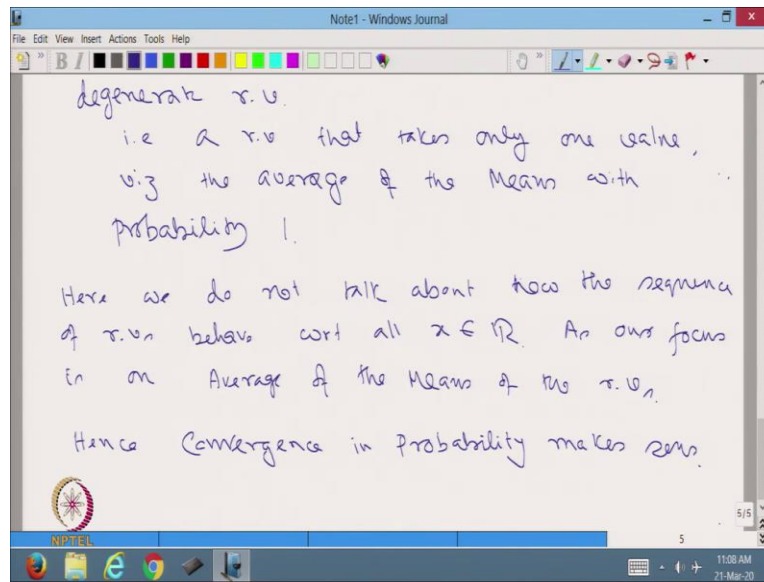 Note1 - Windows Journal
File Edit View Insert Actions Tools Help
B I
degenerate r.v.
i.e a r.v that takes only one value,
viz the average of the Means with
probability 1.
Here we do not talk about how the sequence
of r.vs behave wrt all x ∈ ℝ. As our focus
is on Average of the Means of the r.vs.
Hence Convergence in Probability makes sens
NPTEL
5/5
5
11:08 AM
21-Mar-20